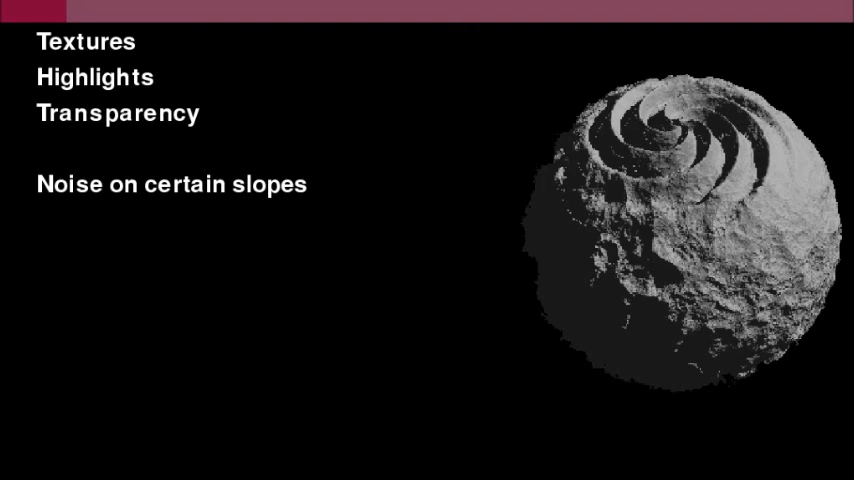 Textures
Highlights
Transparency
Noise on certain slopes